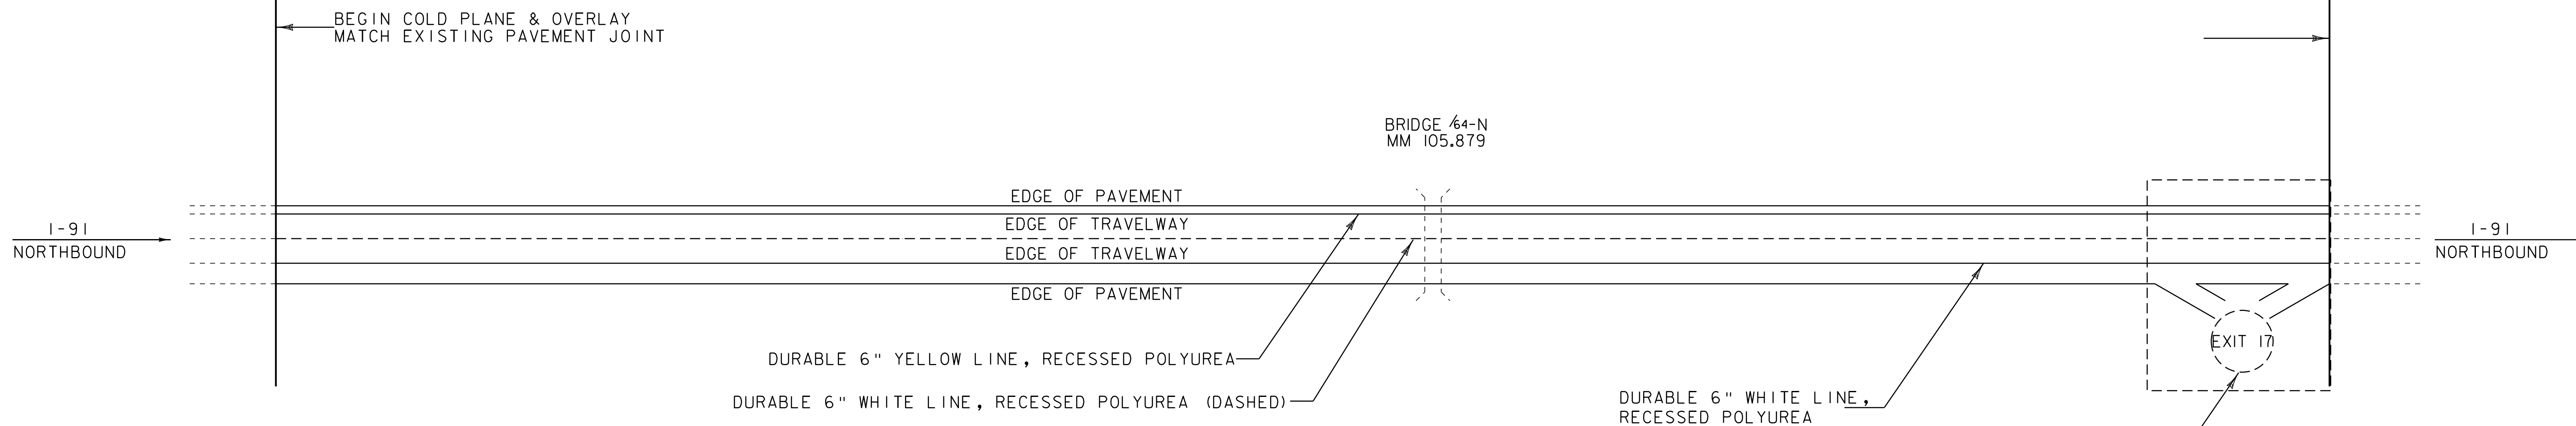 BEGIN COLD PLANE & OVERLAY
MATCH EXISTING PAVEMENT JOINT
BRIDGE 64-N
MM 105.879
EDGE OF PAVEMENT
EDGE OF TRAVELWAY
I-91
NORTHBOUND
I-91
NORTHBOUND
EDGE OF TRAVELWAY
EDGE OF PAVEMENT
EXIT 17
DURABLE 6" YELLOW LINE, RECESSED POLYUREA
DURABLE 6" WHITE LINE, RECESSED POLYUREA (DASHED)
DURABLE 6" WHITE LINE,
RECESSED POLYUREA